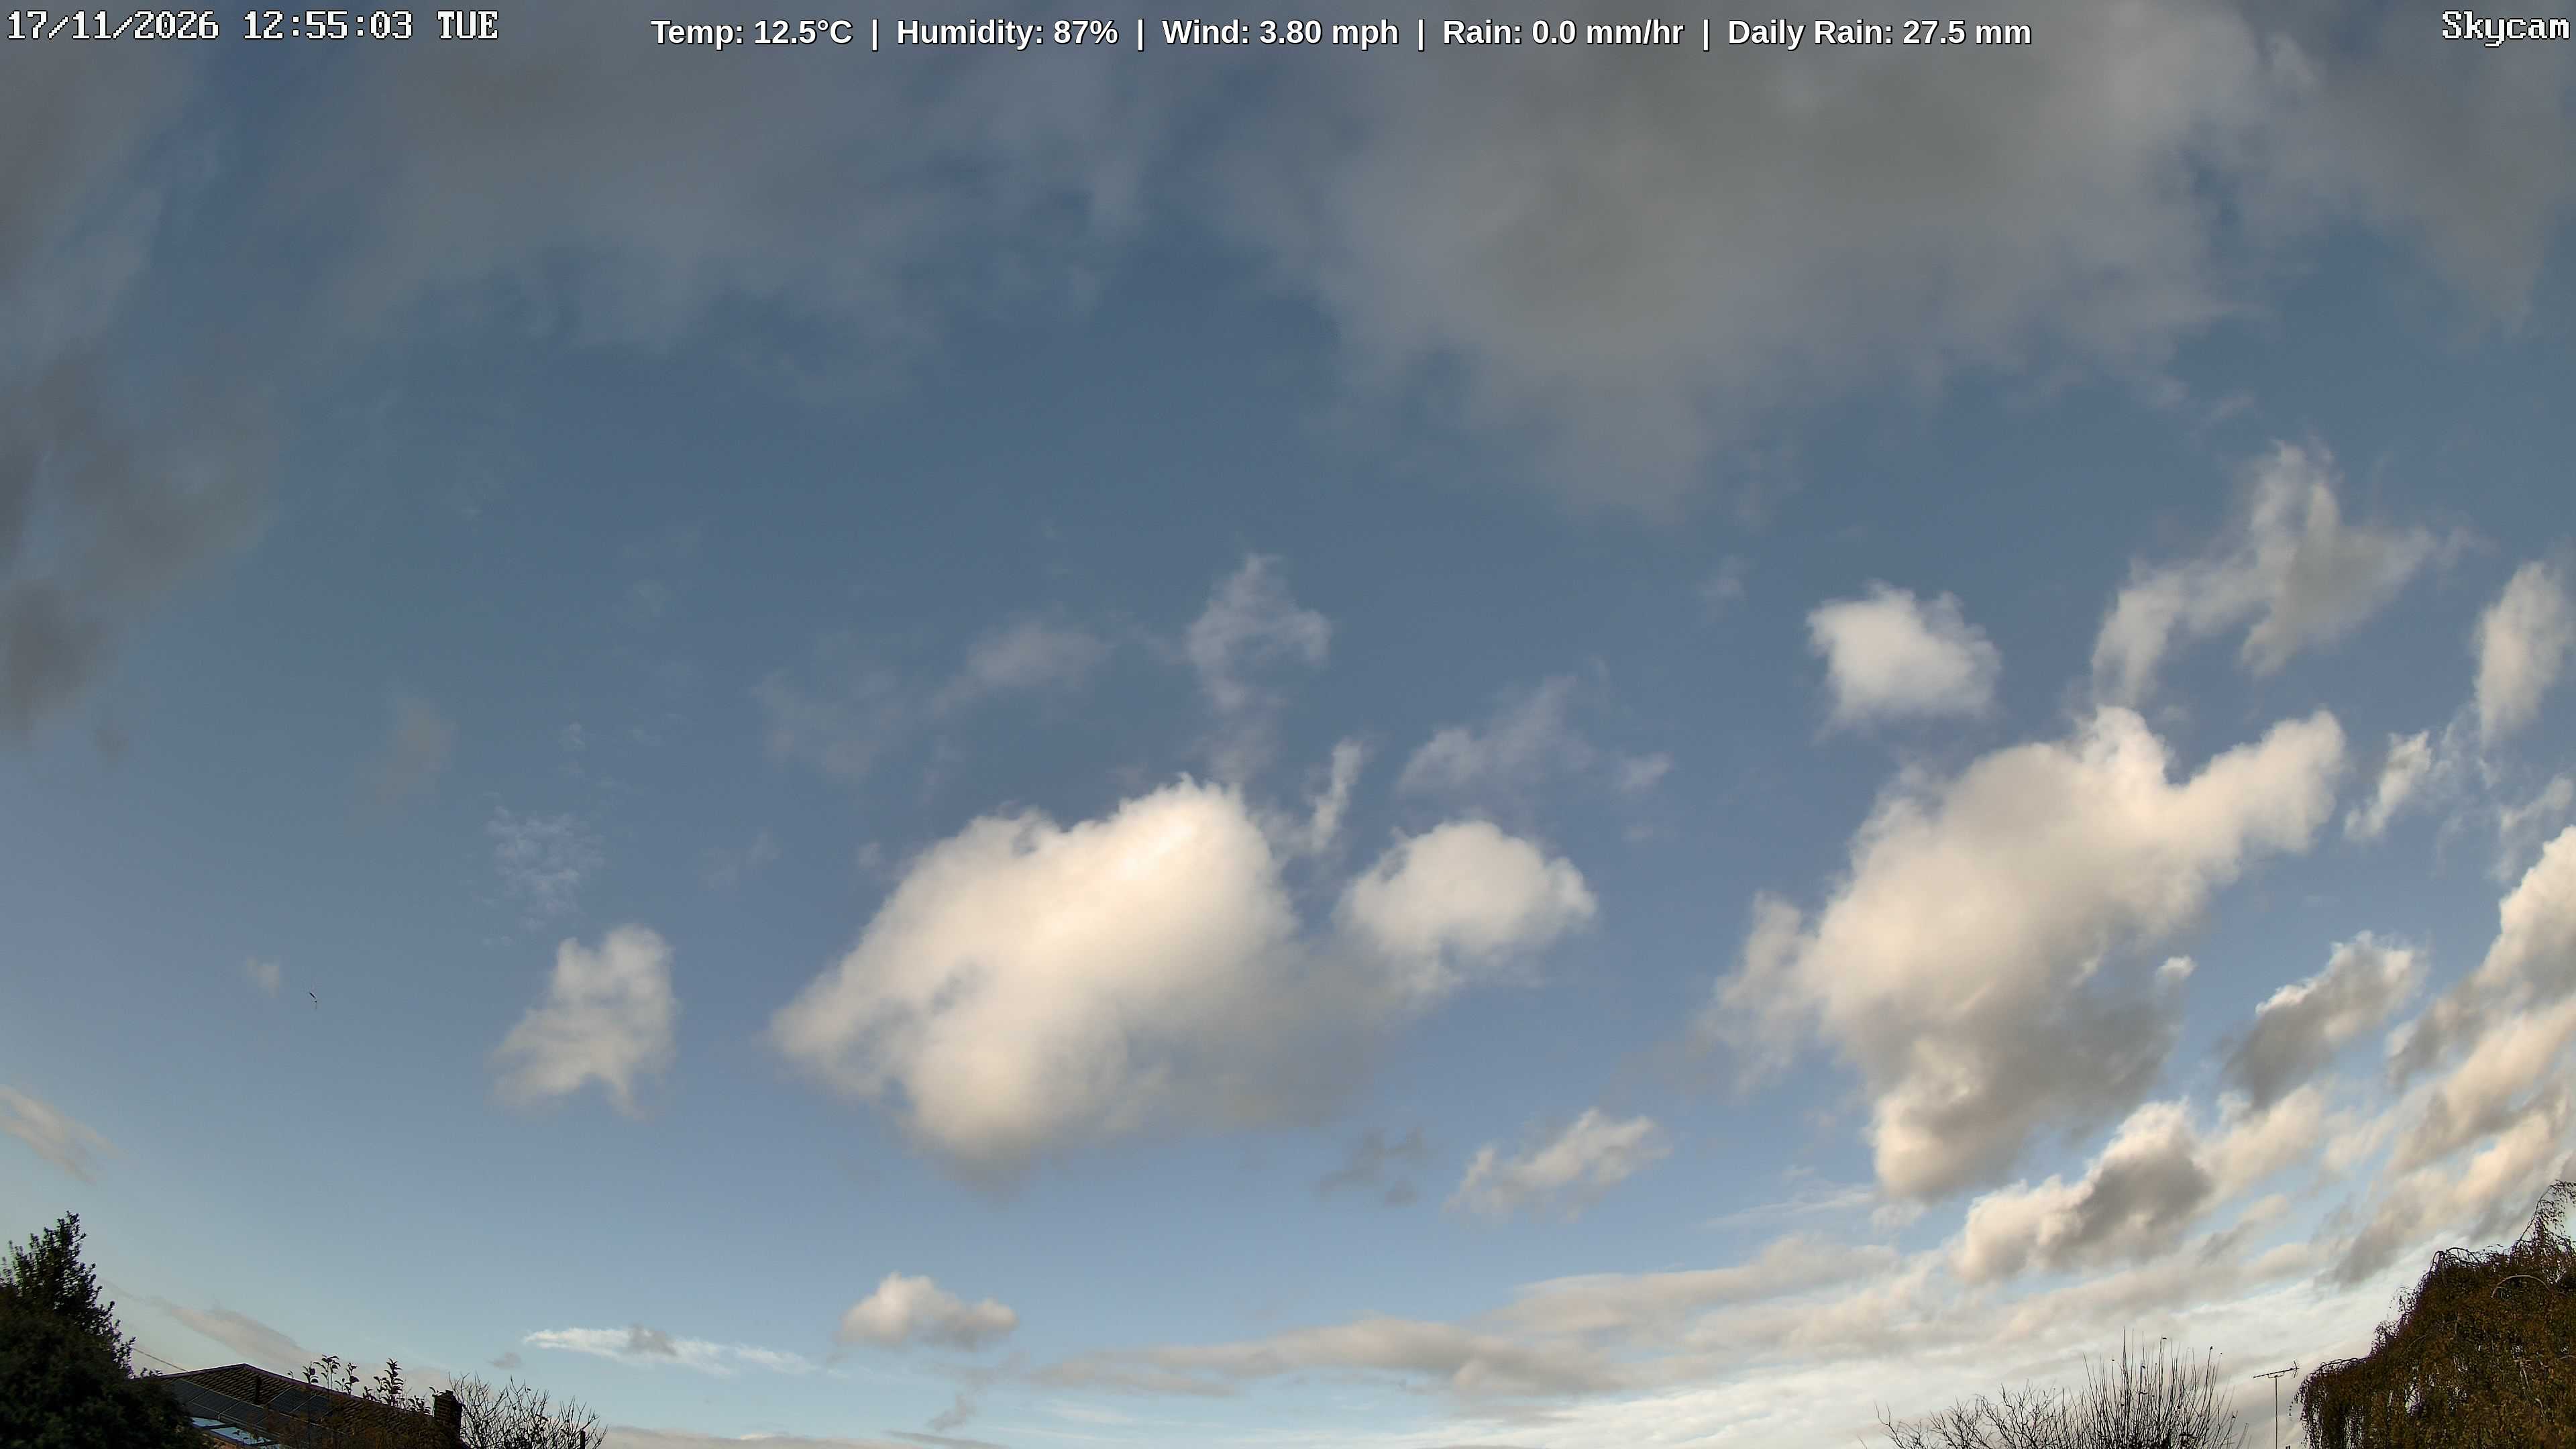 17/11/2026 12:55:03 TUE
Temp: 12.5°C | Humidity: 87% | Wind: 3.80 mph | Rain: 0.0 mm/hr | Daily Rain: 27.5 mm
Skycam